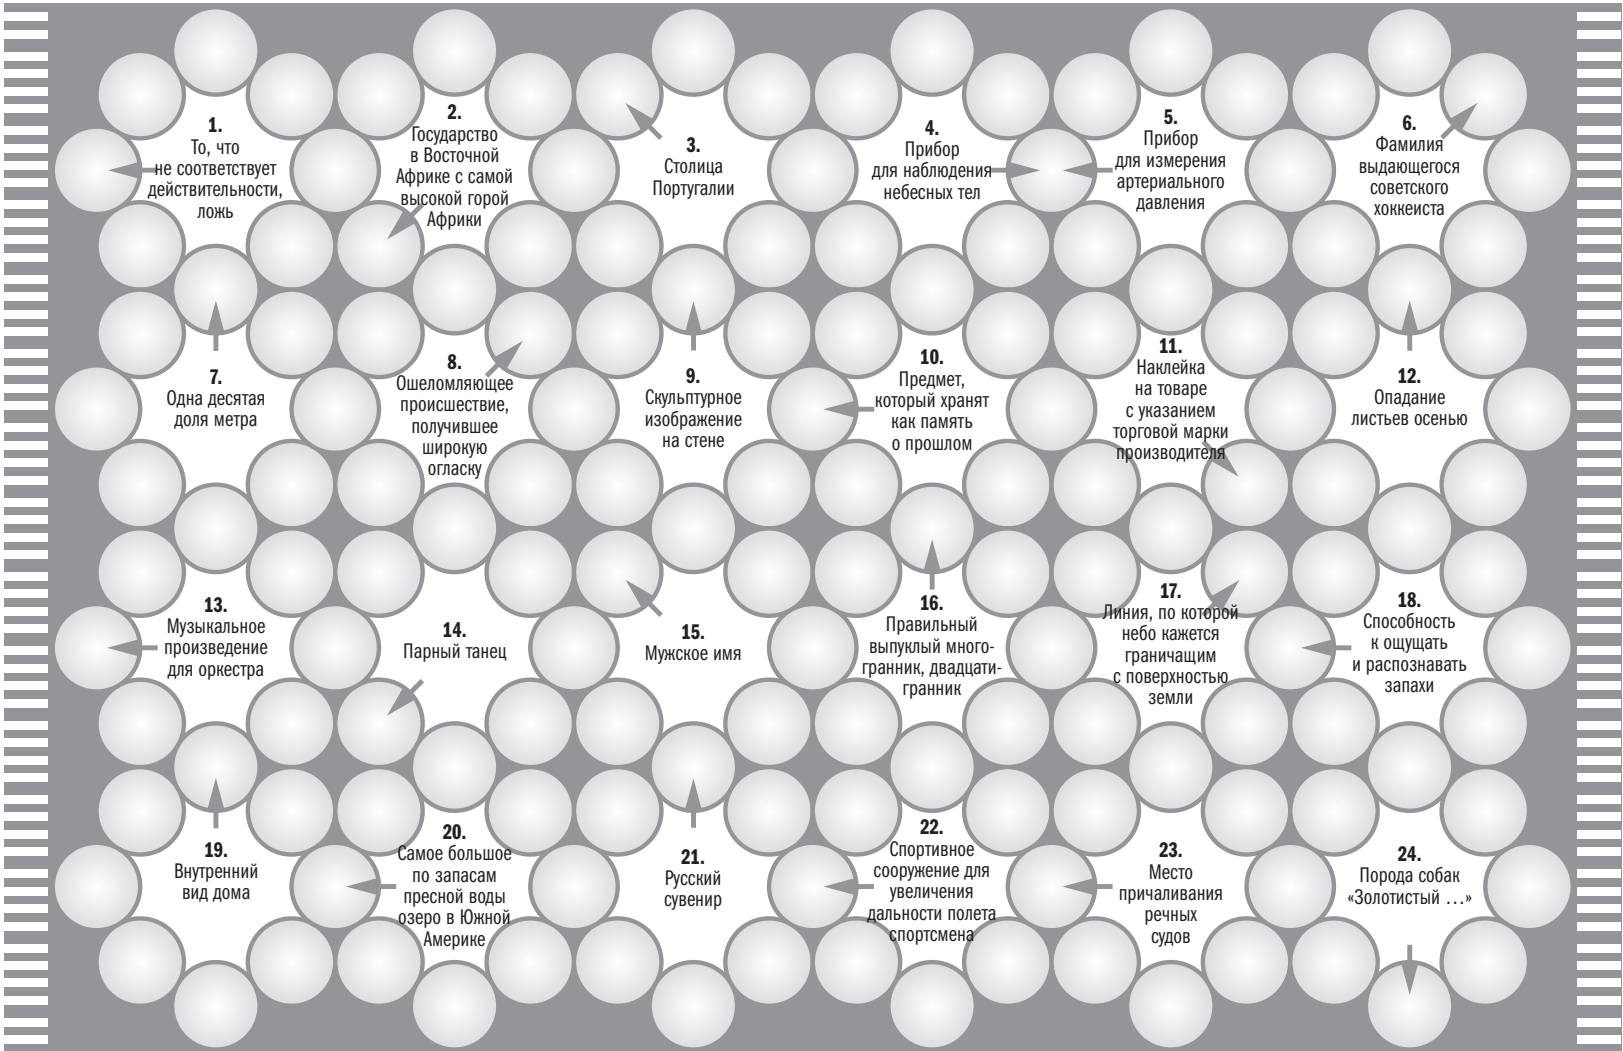 1.
То, что
не соответствует
действительности,
ложь
2.
Государство
в Восточной
Африке с самой
высокой горой
Африки
3.
Столица
Португалии
4.
Прибор
для наблюдения
небесных тел
5.
Прибор
для измерения
артериального
давления
6.
Фамилия
выдающегося
советского
хоккеиста
7.
Одна десятая
доля метра
8.
Ошеломляющее
происшествие,
получившее
широкую
огласку
9.
Скульптурное
изображение
на стене
10.
Предмет,
который хранят
как память
о прошлом
11.
Наклейка
на товаре
с указанием
торговой марки
производителя
12.
Опадание
листьев осенью
13.
Музыкальное
произведение
для оркестра
14.
Парный танец
15.
Мужское имя
16.
Правильный
выпуклый много-
гранник, двадцати-
гранник
17.
Линия, по которой
небо кажется
граничащим
с поверхностью
земли
18.
Способность
к ощущать
и распознавать
запахи
19.
Внутренний
вид дома
20.
Самое большое
по запасам
пресной воды
озеро в Южной
Америке
21.
Русский
сувенир
22.
Спортивное
сооружение для
увеличения
дальности полета
спортсмена
23.
Место
причаливания
речных
судов
24.
Порода собак
«Золотистый ...»